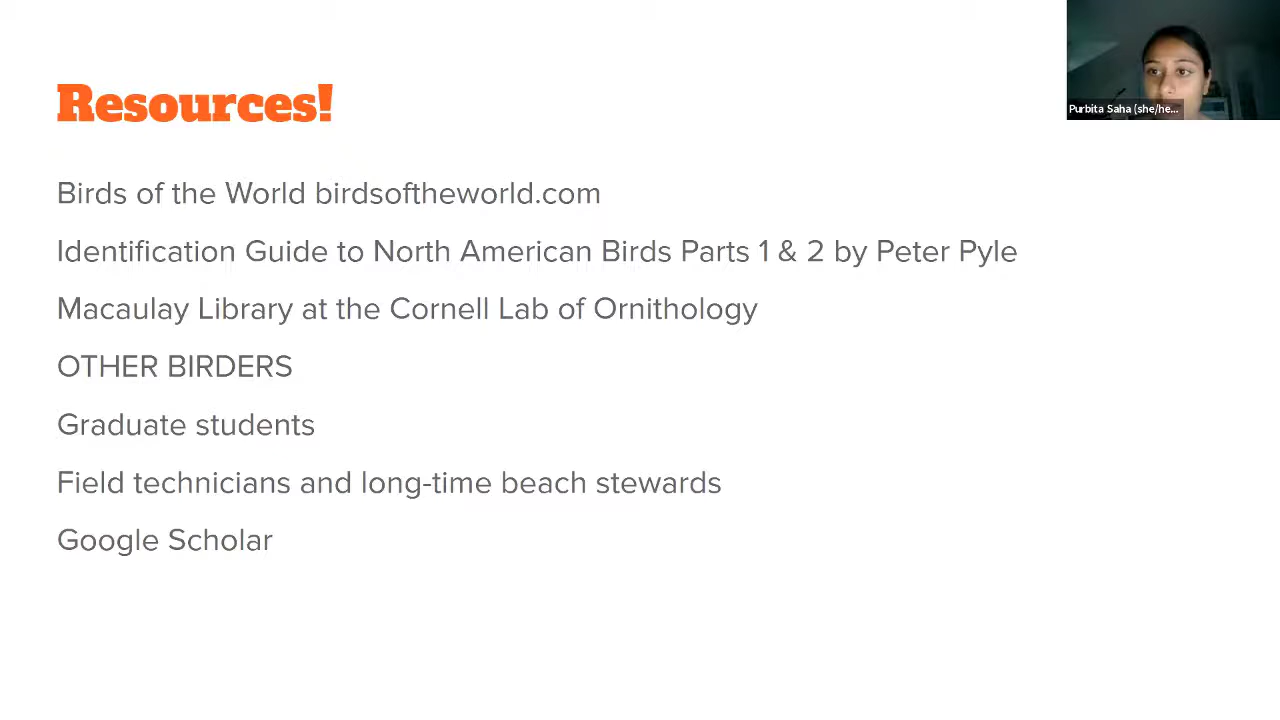 Resources!
Purbita Saha (she/he...
Birds of the World birdsoftheworld.com
Identification Guide to North American Birds Parts 1 & 2 by Peter Pyle
Macaulay Library at the Cornell Lab of Ornithology
OTHER BIRDERS
Graduate students
Field technicians and long-time beach stewards
Google Scholar